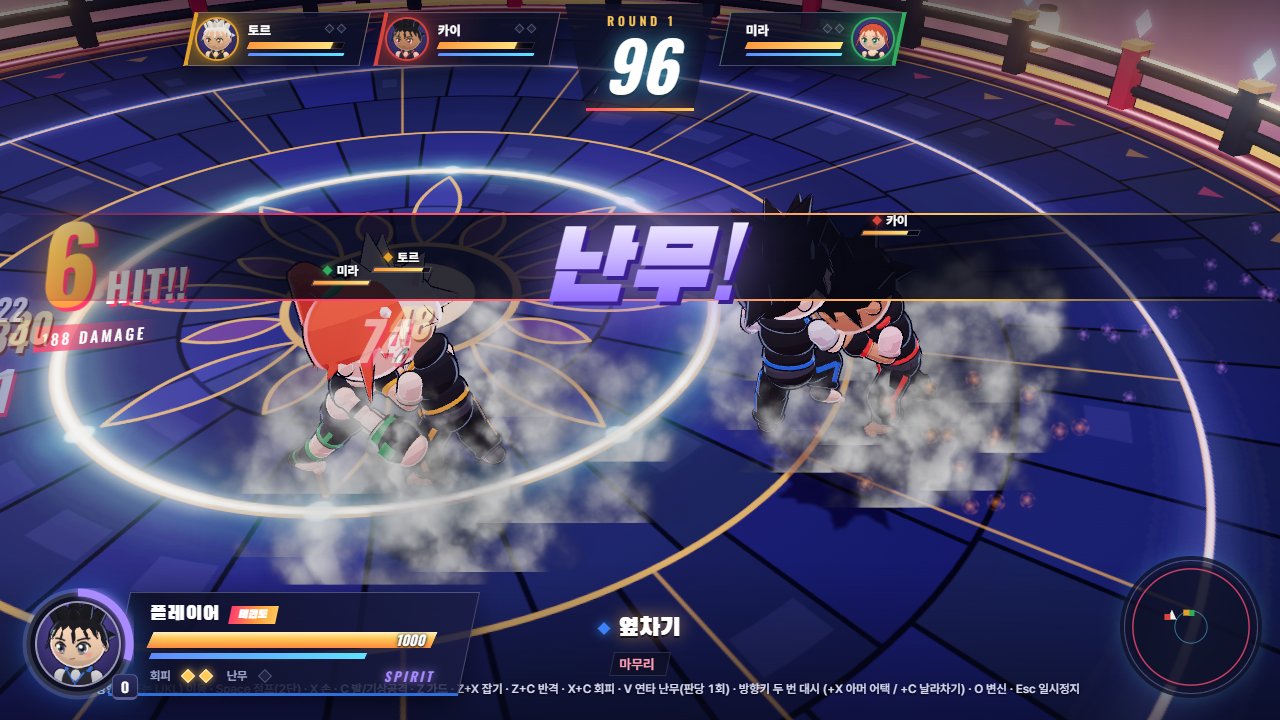 토르
카이
ROUND 1
96
미라
카이
난무!
토르
미라
6 HIT!!
188 DAMAGE
플레이어
1000
옆차기
마무리
회피
난무
SPIRIT
0
Z+X 잡기 · Z+C 반격 · X+C 회피 · V 연타 난무(판당 1회) · 방향키 두 번 대시 (+X 아머 어택 / +C 날라차기) · O 변신 · Esc 일시정지